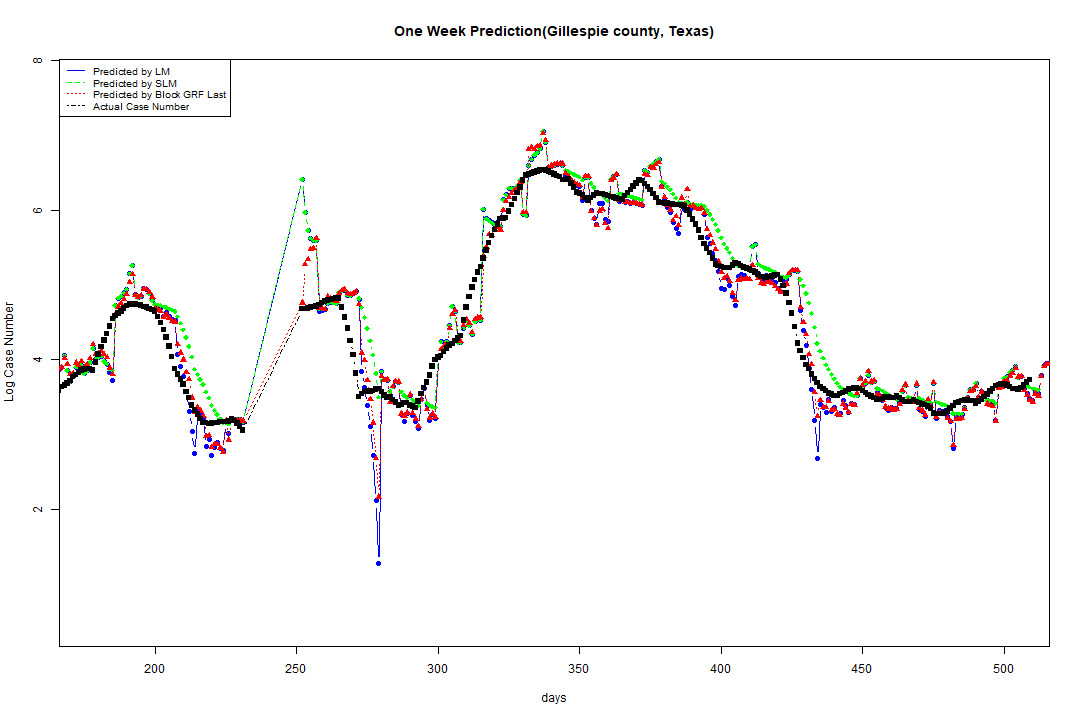 One Week Prediction(Gillespie county, Texas)
Predicted by LM
Predicted by SLM
Predicted by Block GRF Last
Actual Case Number
8
6
4
2
Log Case Number
200 250 300 350 400 450 500
days